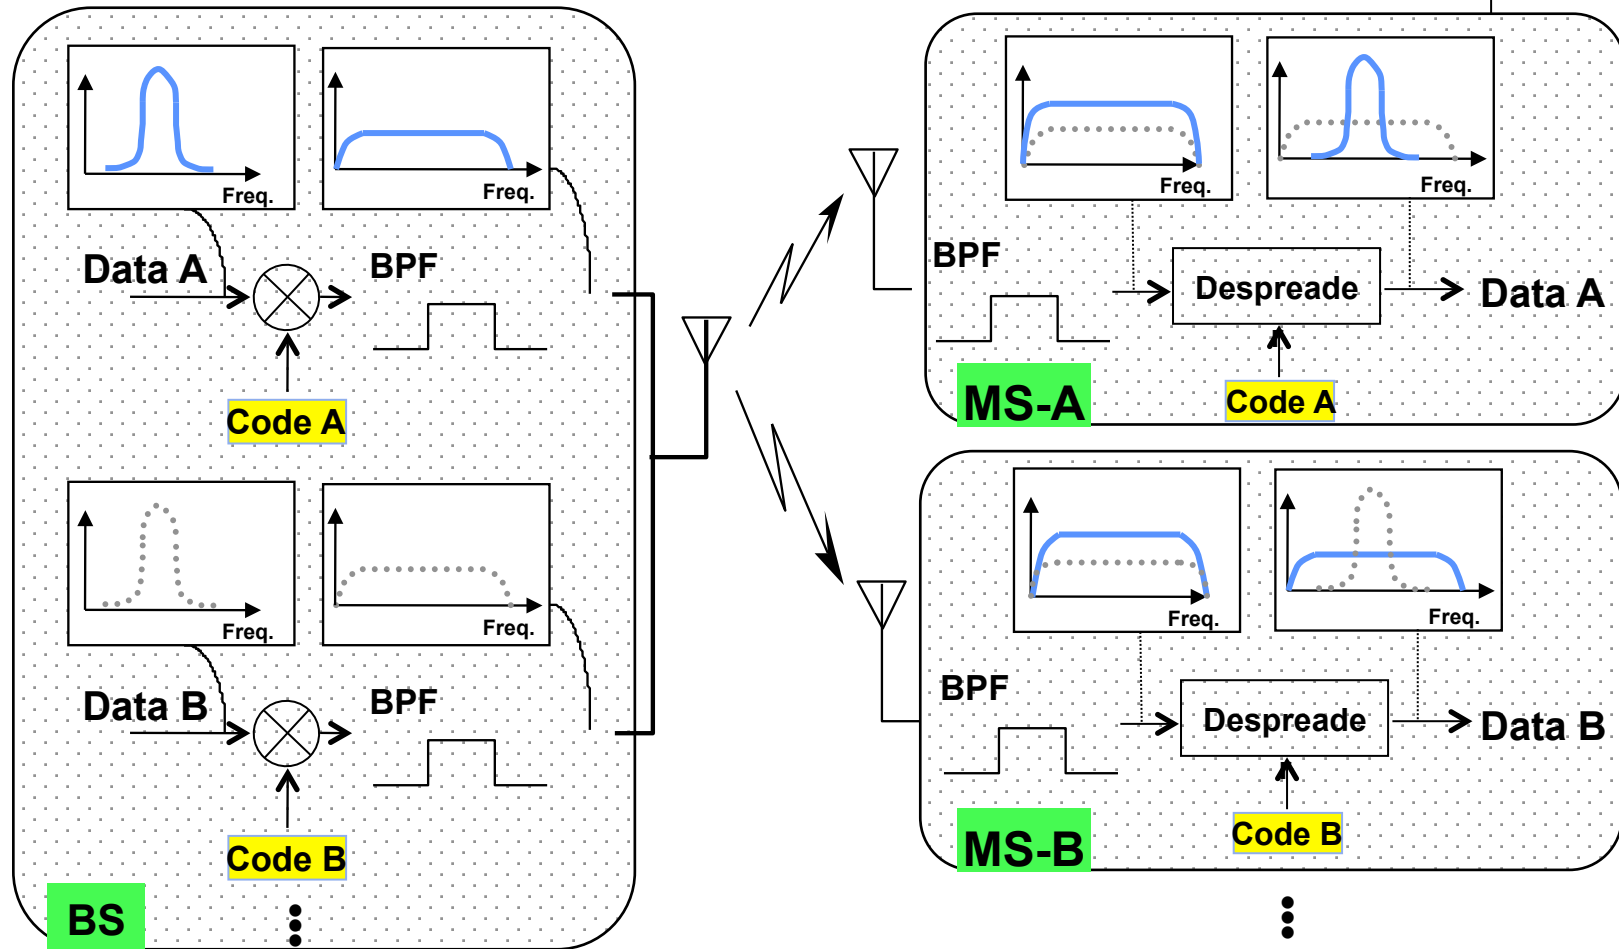 Freq.
Freq.
Data A
BPF
Code A
Freq.
Freq.
Data B
BPF
Code B
BS
Freq.
Freq.
BPF
Despreade
Data A
MS-A
Code A
Freq.
Freq.
BPF
Despreade
Data B
MS-B
Code B